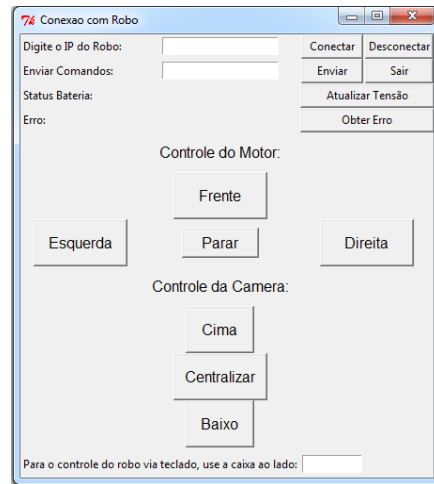 Conexao com Robo
Digite o IP do Robo: Conectar Desconectar
Enviar Comandos: Enviar Sair
Status Bateria: Atualizar Tensão
Erro: Obter Erro
Controle do Motor:
Frente
Esquerda Parar Direita
Controle da Camera:
Cima
Centralizar
Baixo
Para o controle do robo via teclado, use a caixa ao lado: